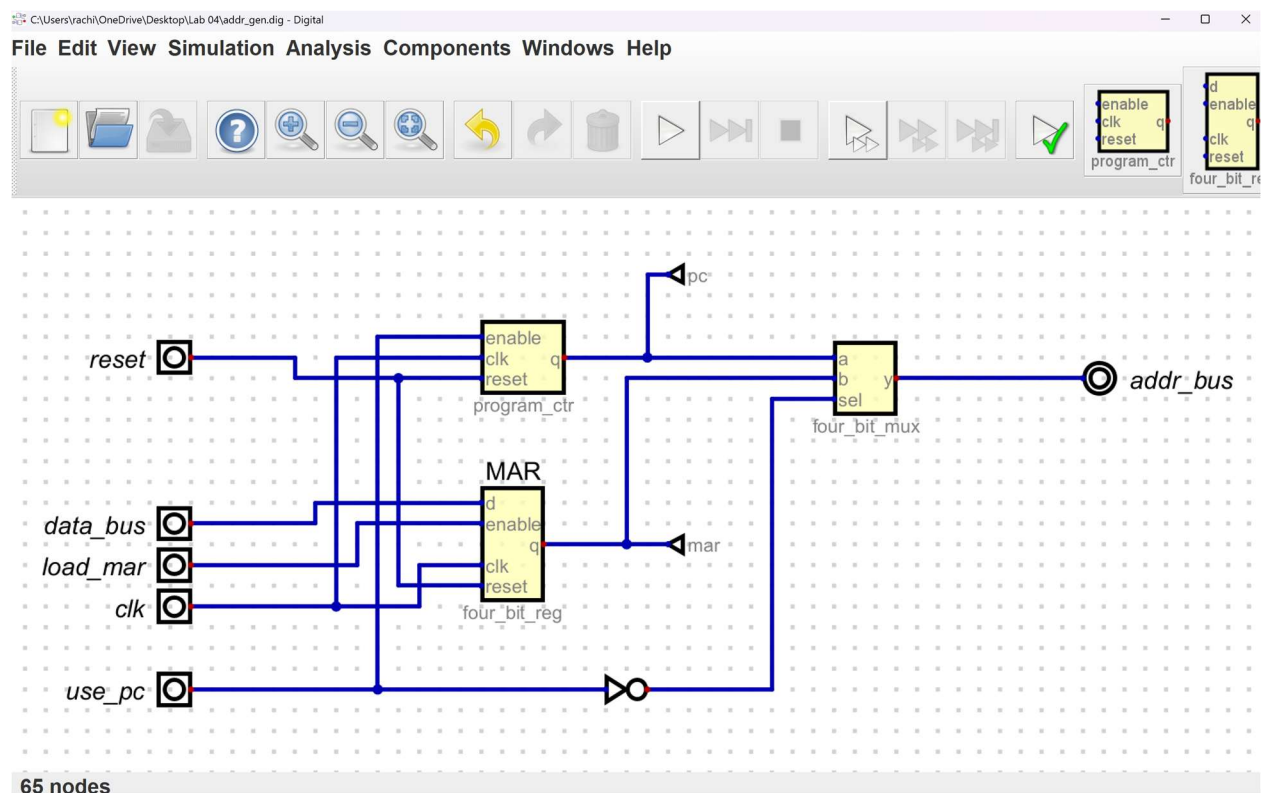 C:\Users\rachi\OneDrive\Desktop\Lab 04\addr_gen.dig - Digital
File Edit View Simulation Analysis Components Windows Help
enable
clk q
reset
program_ctr
d
enable
q
clk
reset
four_bit_re
pc
reset
enable
clk q
reset
program_ctr
a
b y
sel
four_bit_mux
addr_bus
MAR
data_bus
load_mar
clk
d
enable
q
clk
reset
four_bit_reg
mar
use_pc
65 nodes